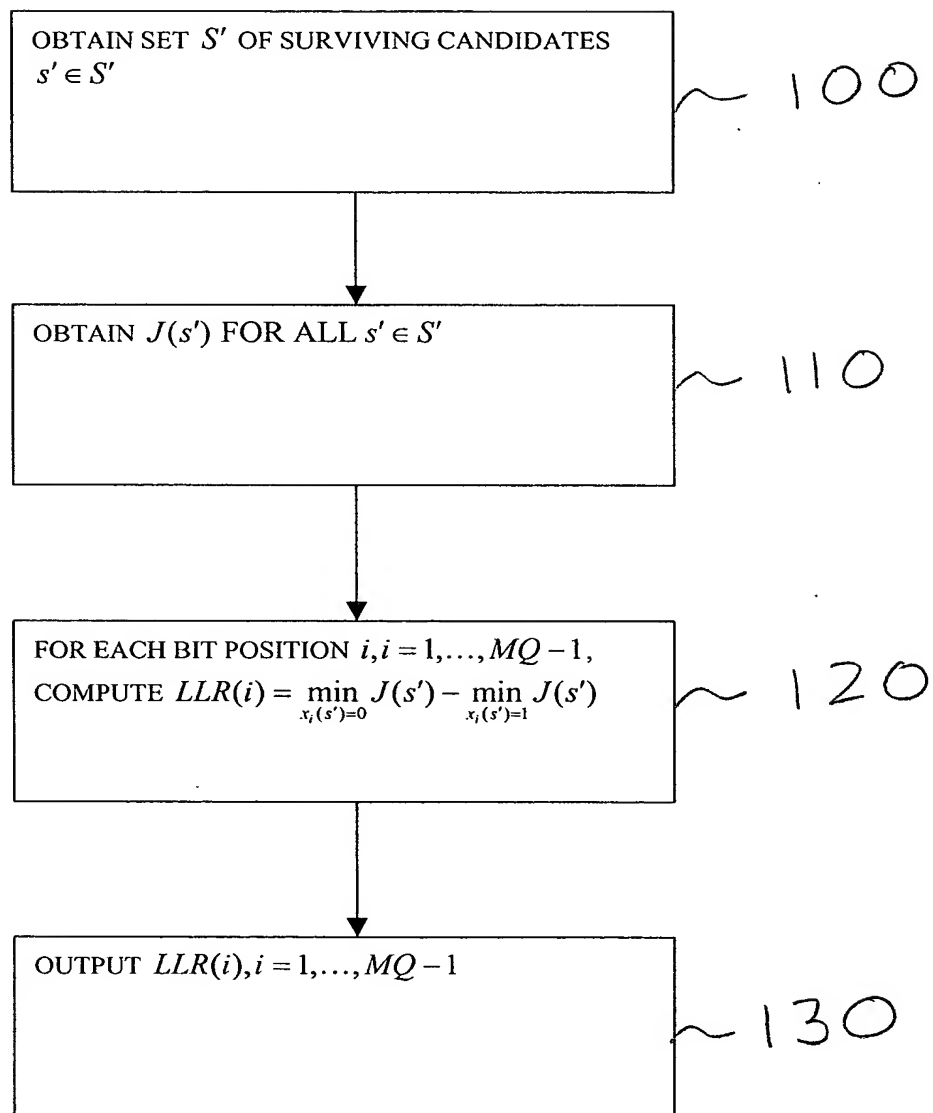 OBTAIN SET S′ OF SURVIVING CANDIDATES
s′ ∈ S′
100
OBTAIN J(s′) FOR ALL s′ ∈ S′
110
FOR EACH BIT POSITION i, i = 1,…, MQ − 1,
COMPUTE LLR(i) = min J(s′) − min J(s′)
x_i(s′)=0 x_i(s′)=1
120
OUTPUT LLR(i), i = 1,…, MQ − 1
130